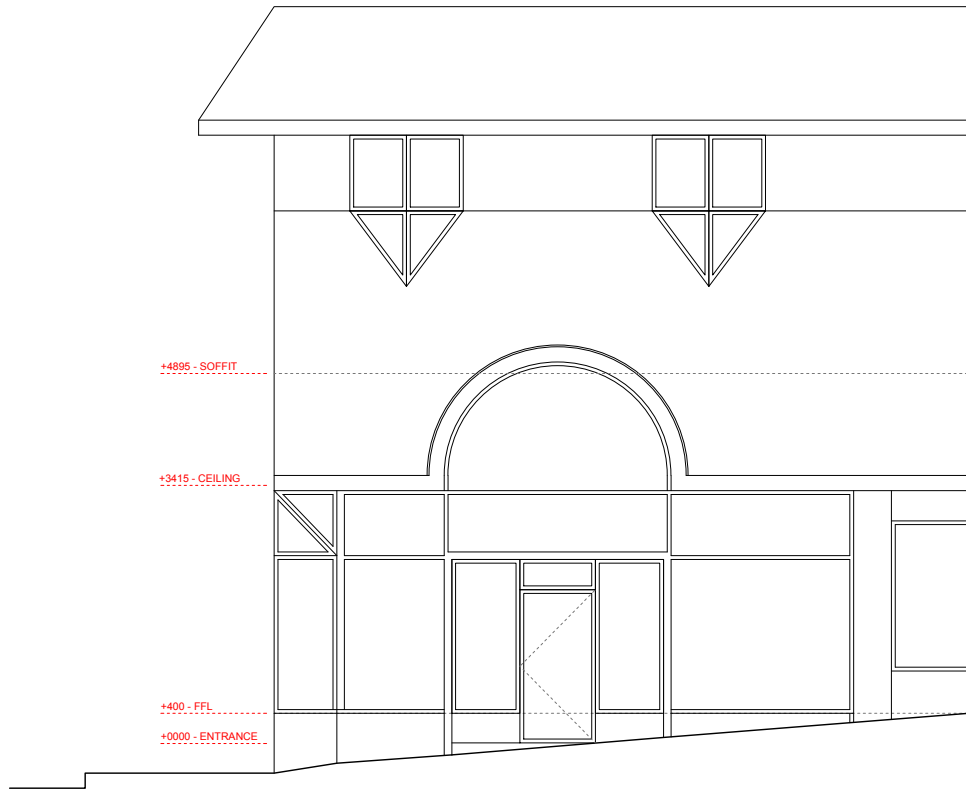 +4895 - SOFFIT
+3415 - CEILING
+400 - FFL
+0000 - ENTRANCE